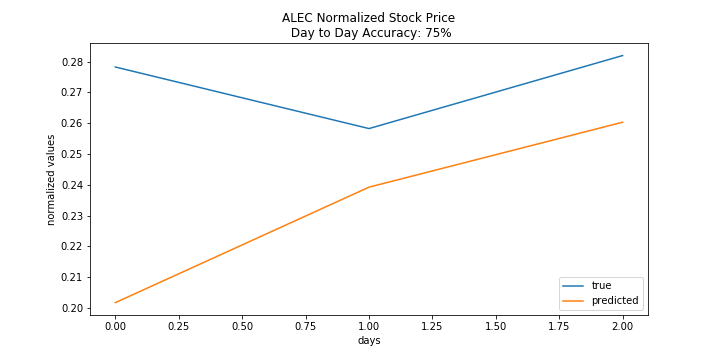 ALEC Normalized Stock Price
Day to Day Accuracy: 75%
normalized values
0.28
0.27
0.26
0.25
0.24
0.23
0.22
0.21
0.20
0.00 0.25 0.50 0.75 1.00 1.25 1.50 1.75 2.00
days
true
predicted